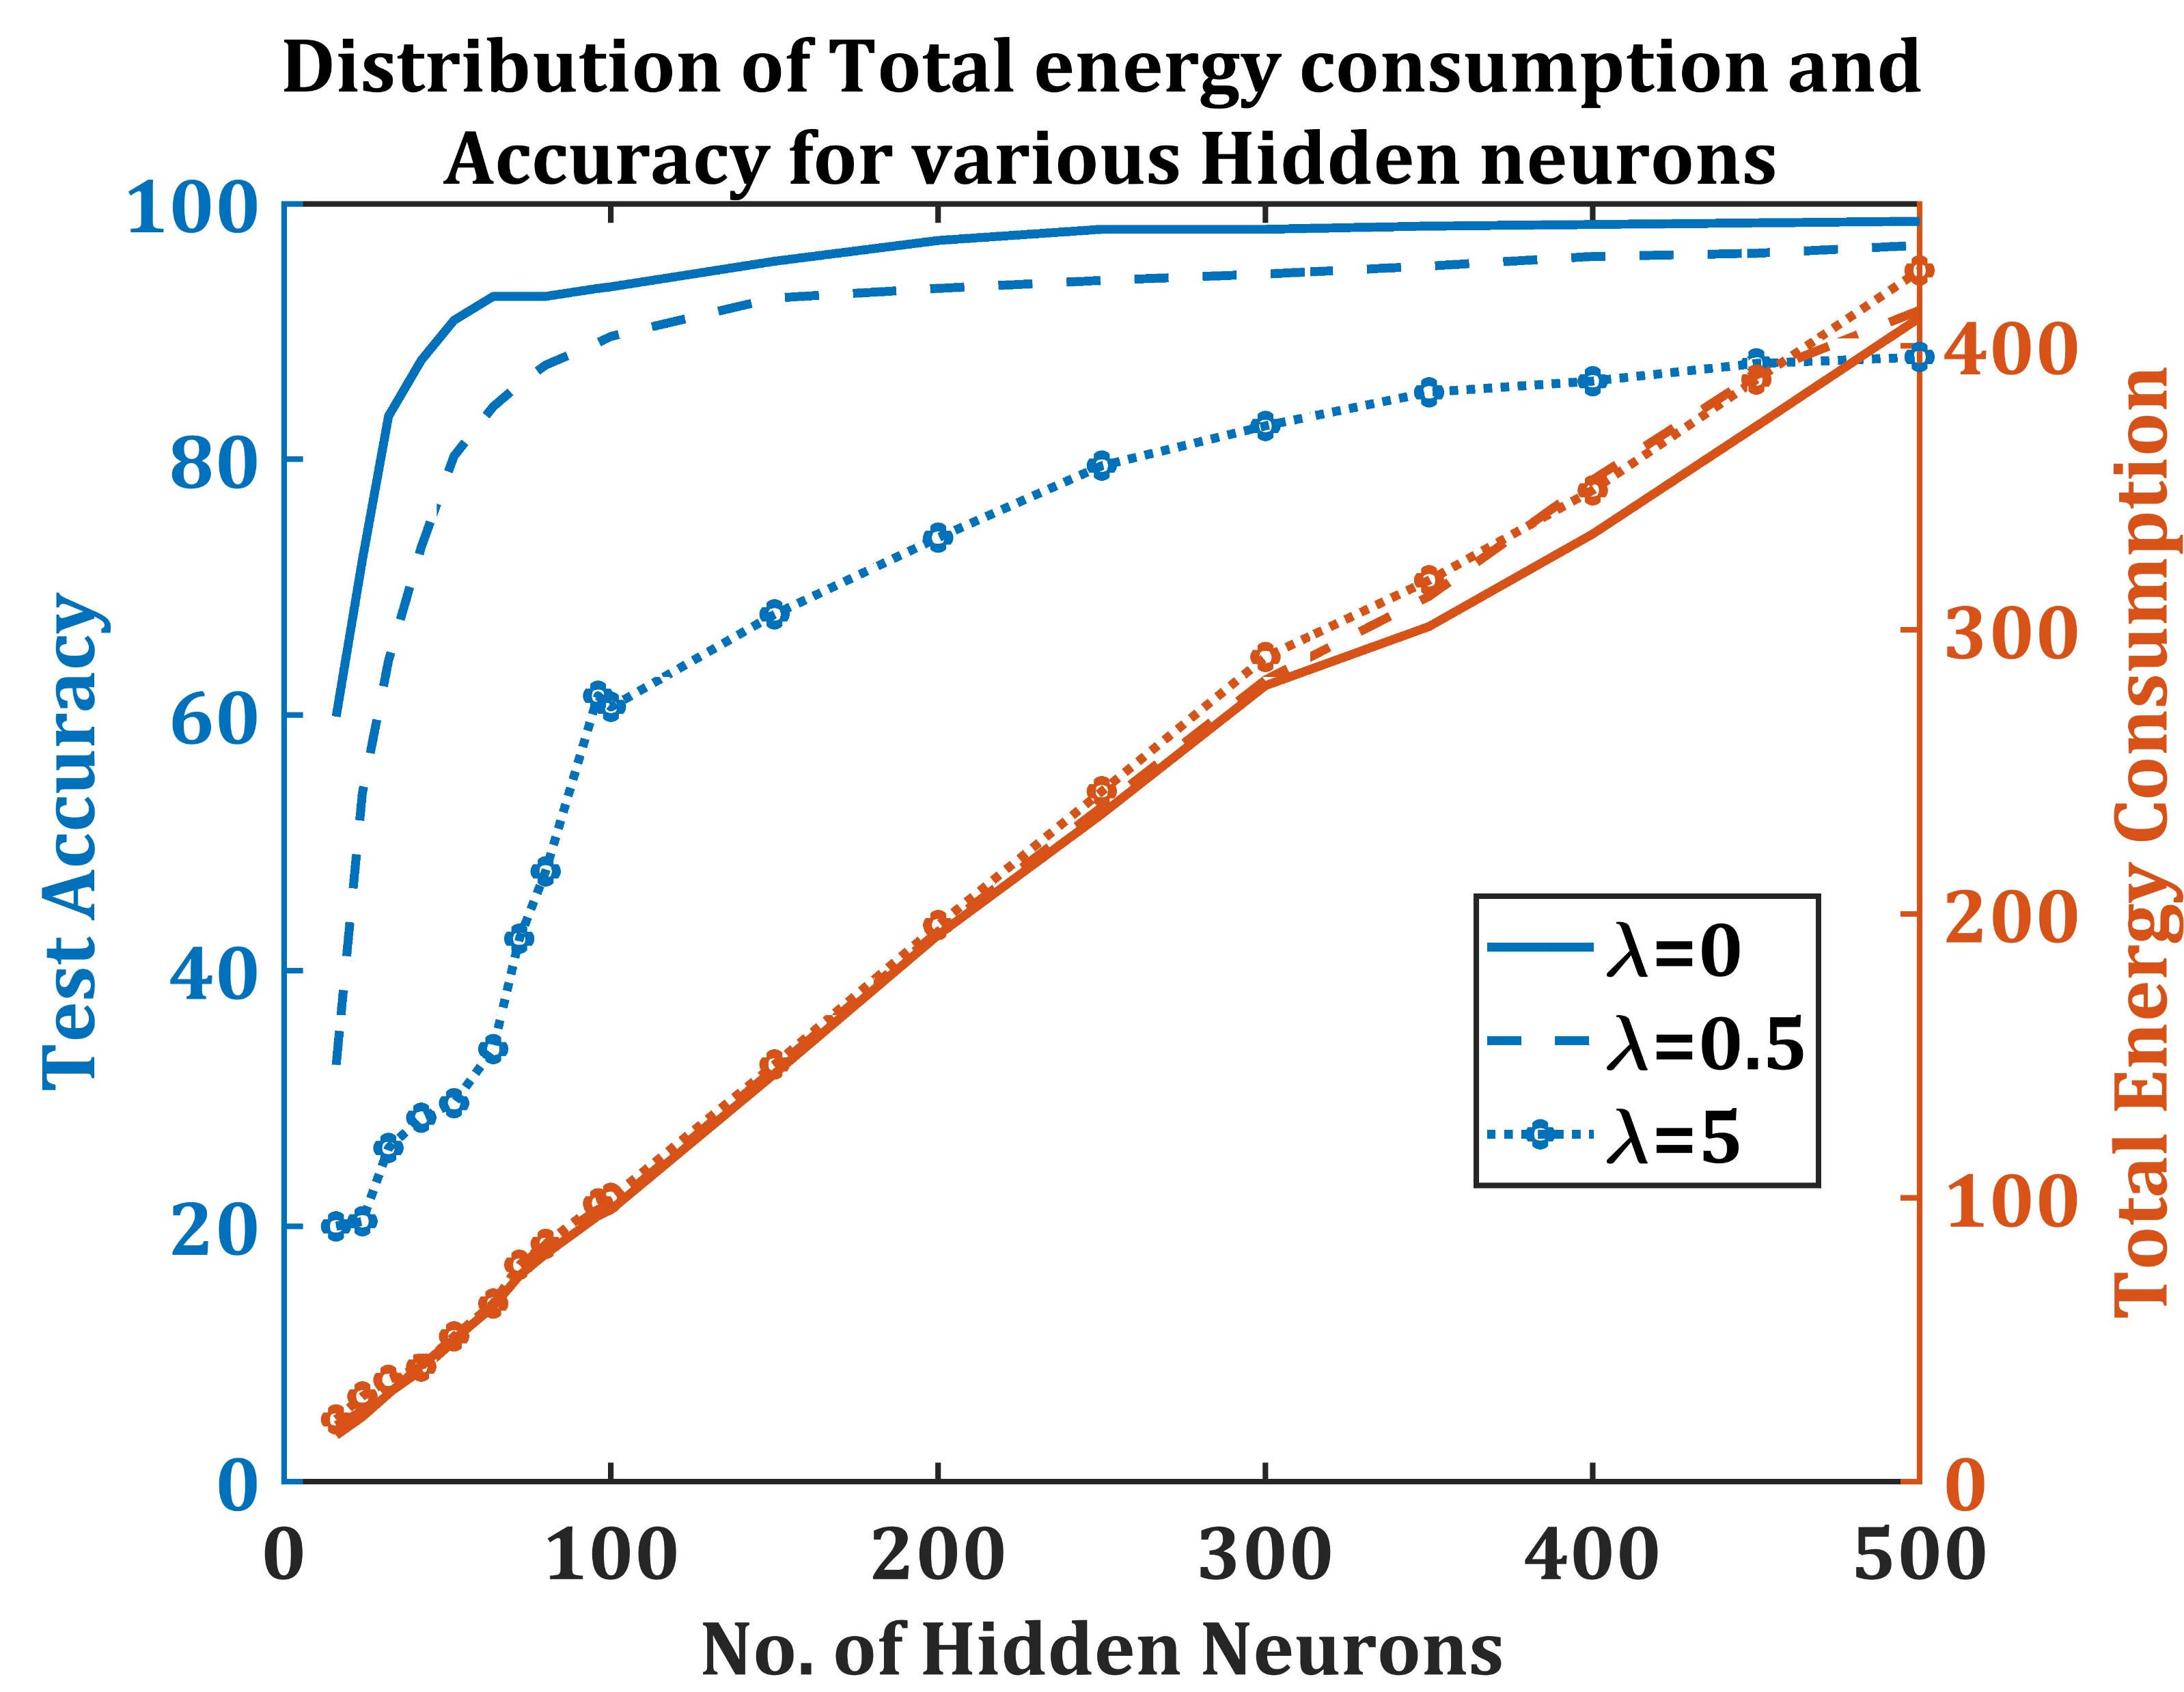 Distribution of Total energy consumption and
Accuracy for various Hidden neurons
100
80
60
40
20
0
Test Accuracy
400
300
200
100
0
Total Energy Consumption
λ=0
λ=0.5
λ=5
0 100 200 300 400 500
No. of Hidden Neurons